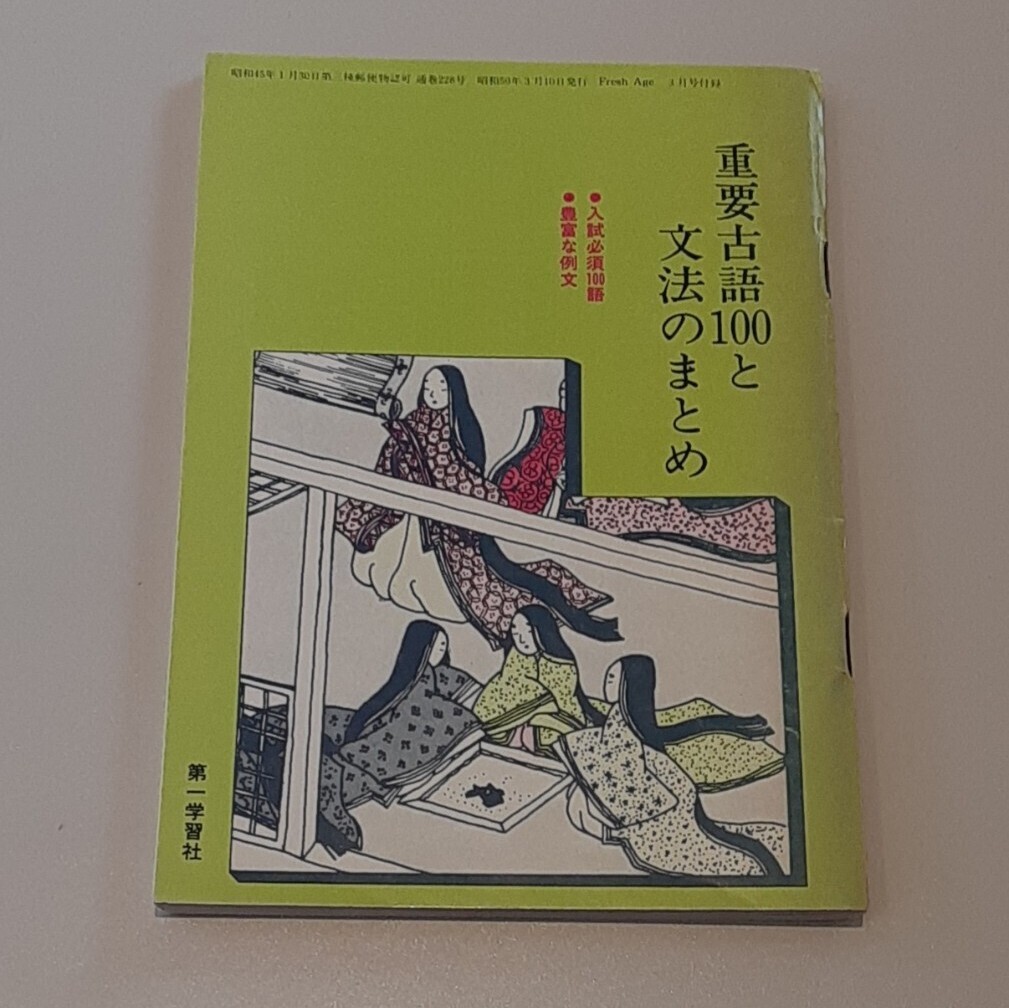 昭和45年1月30日第三種郵便物認可 通巻228号 昭和50年3月10日発行 Fresh Age 3月号付録
重要古語100と
文法のまとめ
●入試必須100語
●豊富な例文
第一学習社